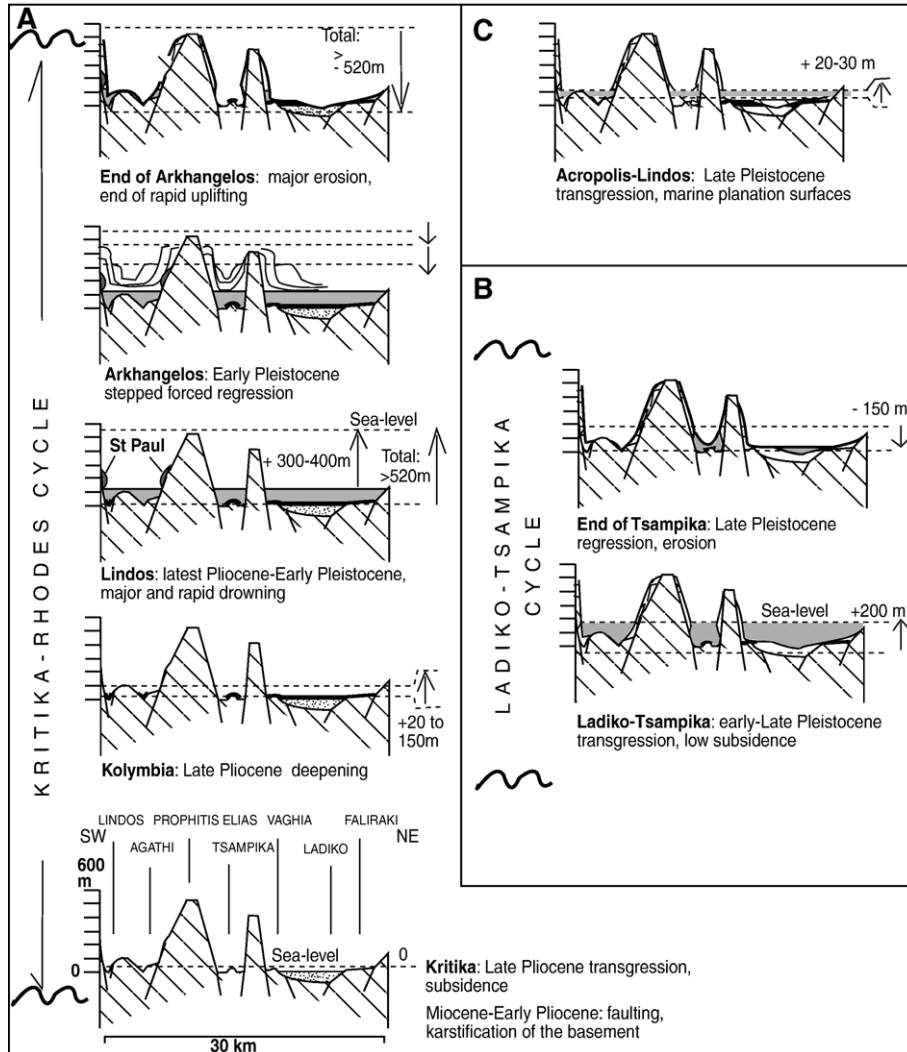 A
Total:
>
- 520m
End of Arkhangelos: major erosion,
end of rapid uplifting
Arkhangelos: Early Pleistocene
stepped forced regression
Sea-level
St Paul
+ 300-400m
Total:
>520m
Lindos: latest Pliocene-Early Pleistocene,
major and rapid drowning
+20 to
150m
Kolymbia: Late Pliocene deepening
KRITIKA-RHODES CYCLE
LINDOS PROPHITIS ELIAS VAGHIA FALIRAKI
SW NE
AGATHI TSAMPIKA LADIKO
600
m
Sea-level 0
0
30 km
Kritika: Late Pliocene transgression,
subsidence
Miocene-Early Pliocene: faulting,
karstification of the basement
C
+ 20-30 m
Acropolis-Lindos: Late Pleistocene
transgression, marine planation surfaces
B
- 150 m
End of Tsampika: Late Pleistocene
regression, erosion
LADIKO-TSAMPIKA
CYCLE
Sea-level
+200 m
Ladiko-Tsampika: early-Late Pleistocene
transgression, low subsidence